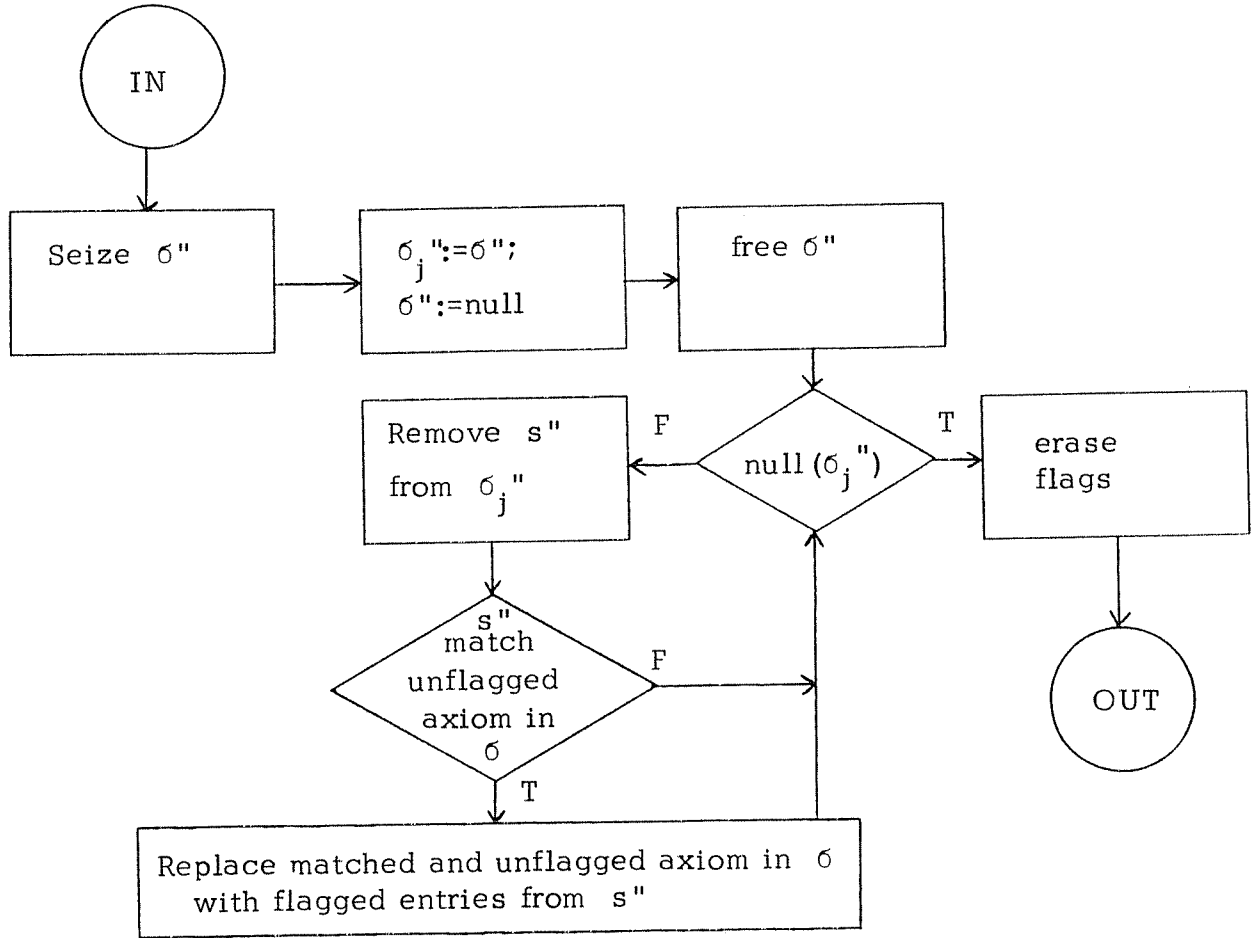 IN
Seize σ"
σj":=σ";
σ":=null
free σ"
null(σj")
F
T
Remove s"
from σj"
erase
flags
s"
match
unflagged
axiom in
σ
F
T
OUT
Replace matched and unflagged axiom in σ
with flagged entries from s"